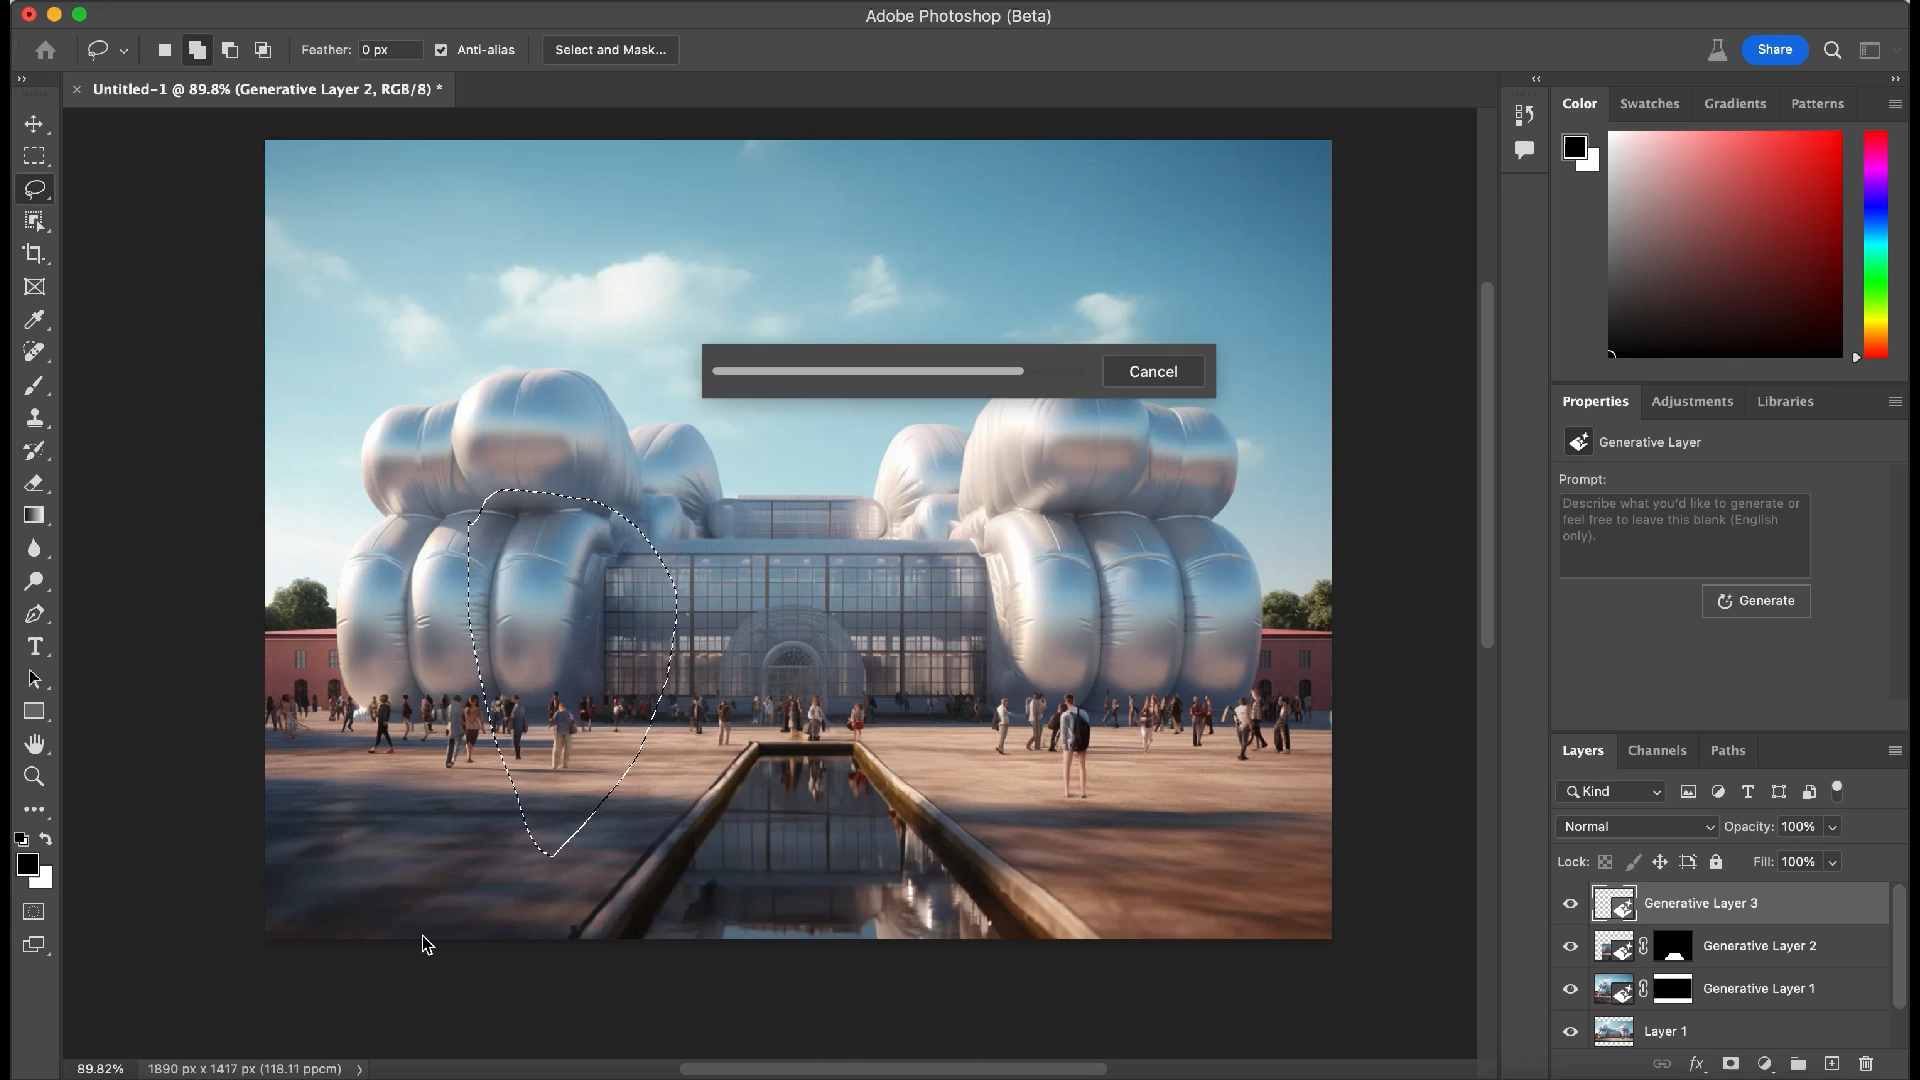 Adobe Photoshop (Beta)
Feather: 0 px Anti-alias Select and Mask... Share
Untitled-1 @ 89.8% (Generative Layer 2, RGB/8) *
Color Swatches Gradients Patterns
Cancel
Properties Adjustments Libraries
Generative Layer
Prompt:
Describe what you'd like to generate or
feel free to leave this blank (English
only).
Generate
Layers Channels Paths
Kind
Normal Opacity: 100%
Lock: Fill: 100%
Generative Layer 3
Generative Layer 2
Generative Layer 1
Layer 1
fx
89.82% 1890 px x 1417 px (118.11 ppcm)